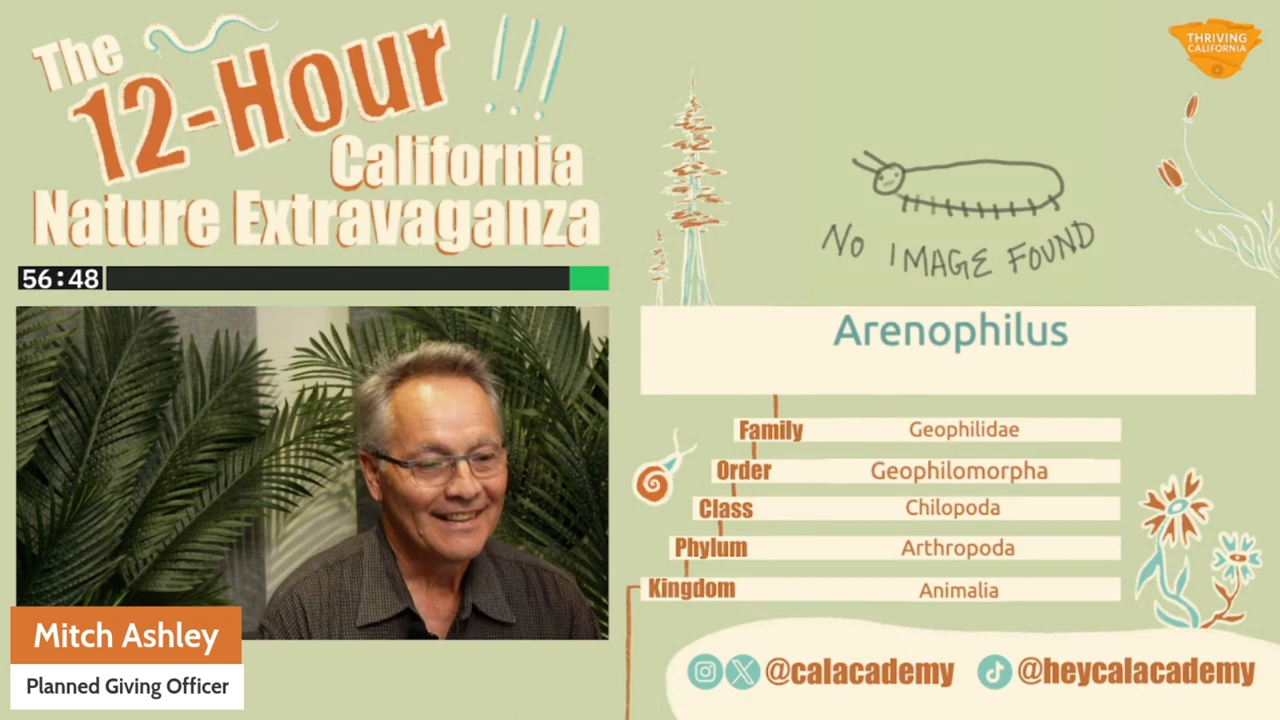 The
12-Hour !!!
California
Nature Extravaganza
56:48
Mitch Ashley
Planned Giving Officer
THRIVING
CALIFORNIA
NO IMAGE FOUND
Arenophilus
Family Geophilidae
Order Geophilomorpha
Class Chilopoda
Phylum Arthropoda
Kingdom Animalia
@calacademy @heycalacademy